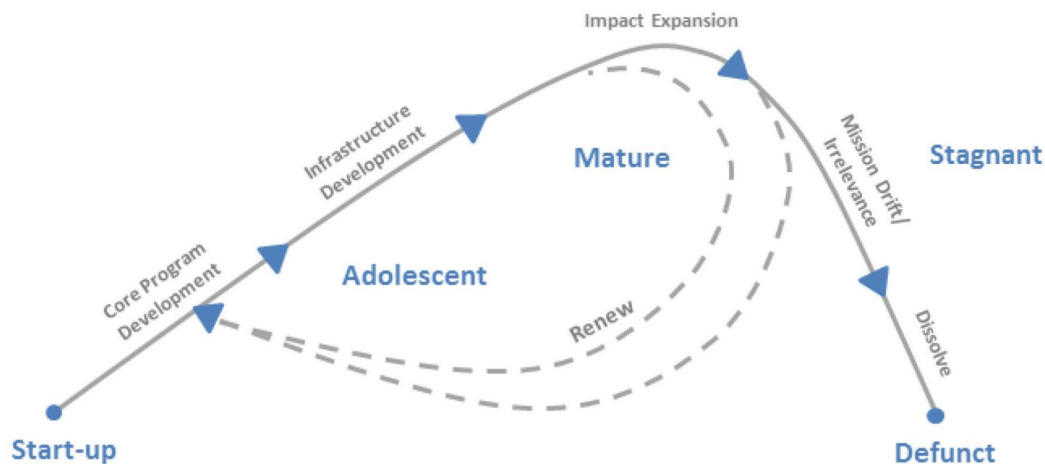 Impact Expansion
Infrastructure
Development
Mission Drift/
Irrelevance
Mature
Stagnant
Core Program
Development
Adolescent
Renew
Dissolve
Start-up
Defunct